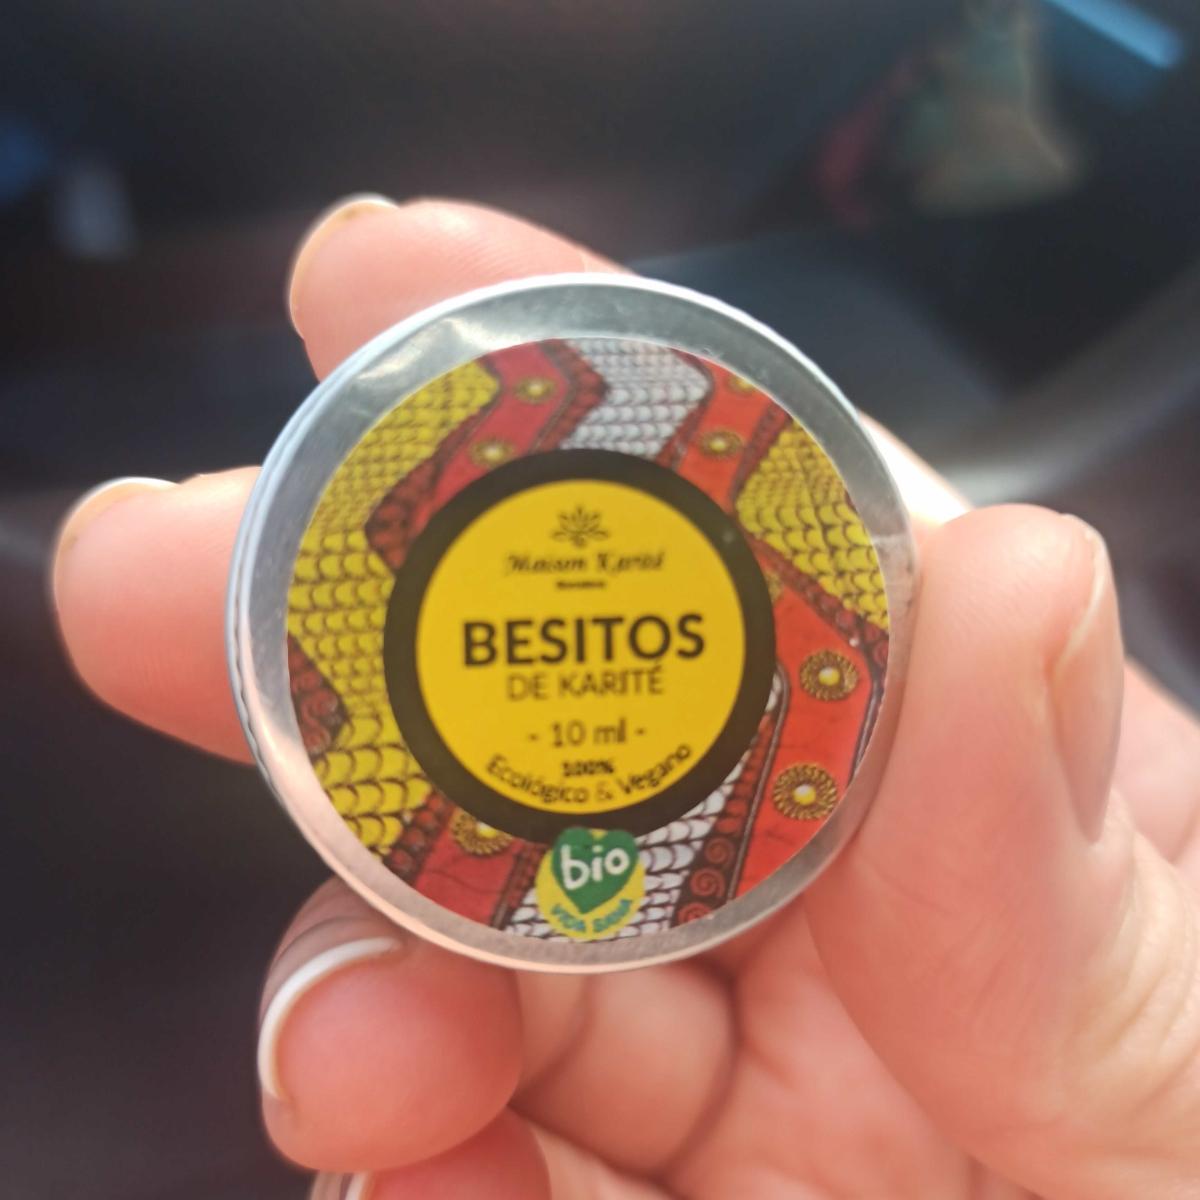 Maison Karité
BESITOS
DE KARITÉ
- 10 ml -
100%
Ecológico & Vegano
bio
VIDA SANA